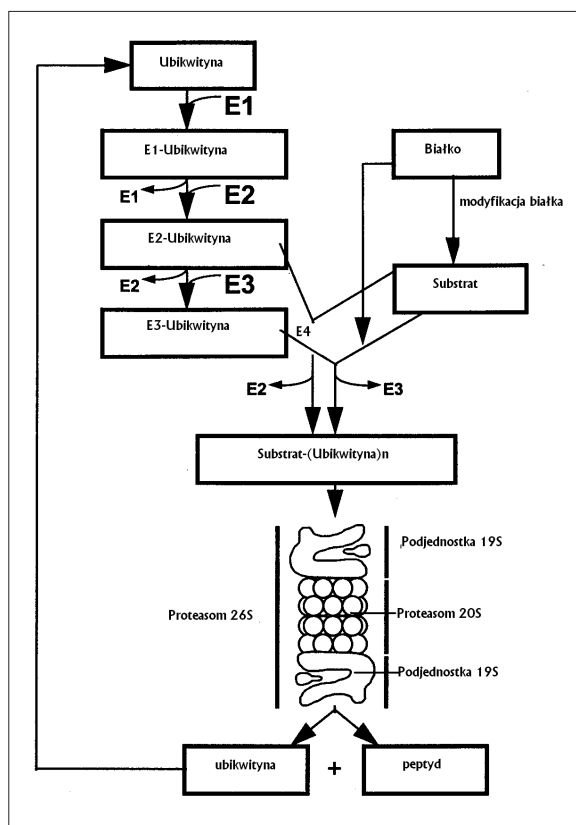 Ubikwityna
E1
E1-Ubikwityna
Białko
E1
E2
modyfikacja białka
E2-Ubikwityna
E2
E3
Substrat
E3-Ubikwityna
E4
E2
E3
Substrat-(Ubikwityna)n
Podjednostka 19S
Proteasom 26S
Proteasom 20S
Podjednostka 19S
ubikwityna
+
peptyd